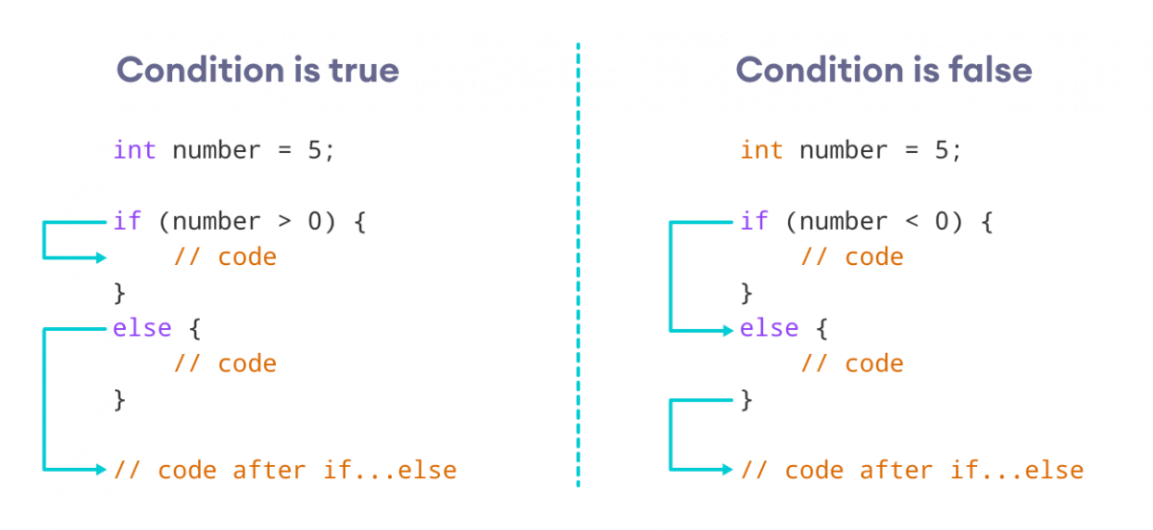 Condition is true
int number = 5;
if (number > 0) {
// code
}
else {
// code
}
// code after if...else
Condition is false
int number = 5;
if (number < 0) {
// code
}
else {
// code
}
// code after if...else